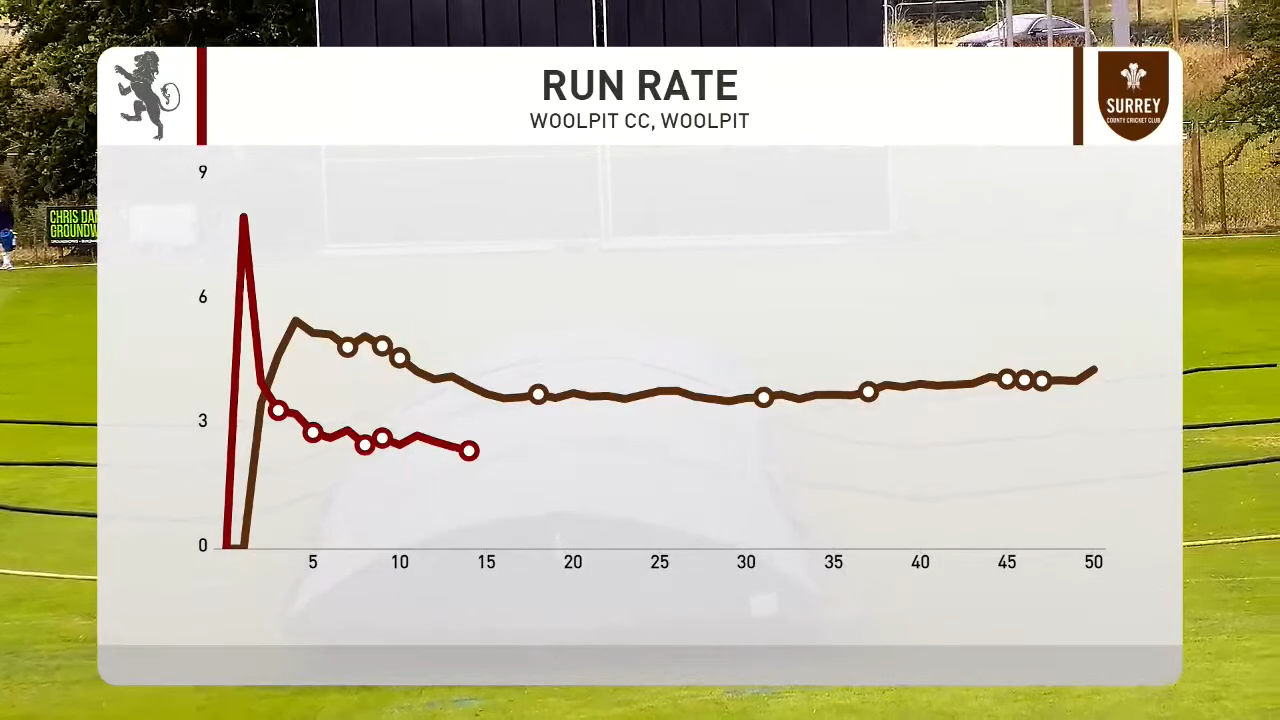 RUN RATE
WOOLPIT CC, WOOLPIT
SURREY
COUNTY CRICKET CLUB
CHRIS DA
GROUNDW
9
6
3
0
5 10 15 20 25 30 35 40 45 50